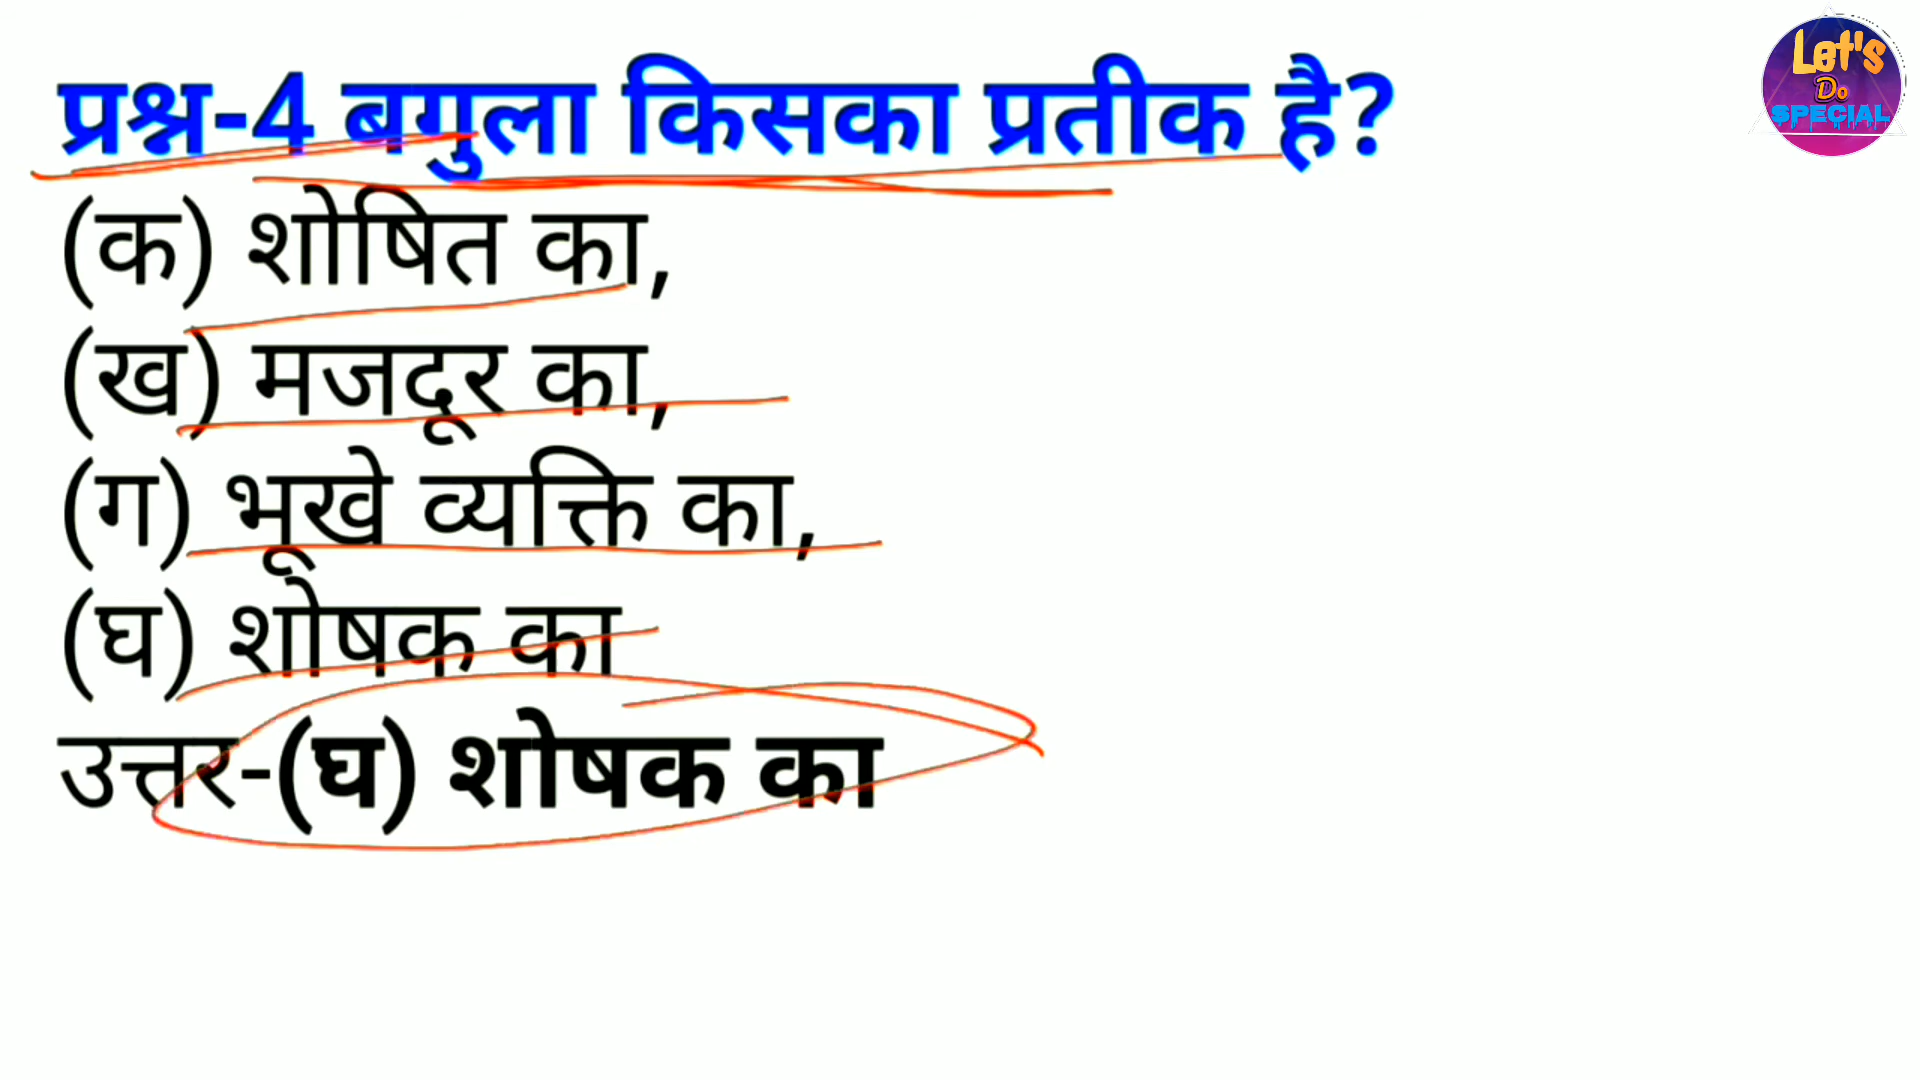 प्रश्न-4 बगुला किसका प्रतीक है?
(क) शोषित का,
(ख) मजदूर का,
(ग) भूखे व्यक्ति का,
(घ) शोषक का
उत्तर-(घ) शोषक का
Let's
Do
SPECIAL